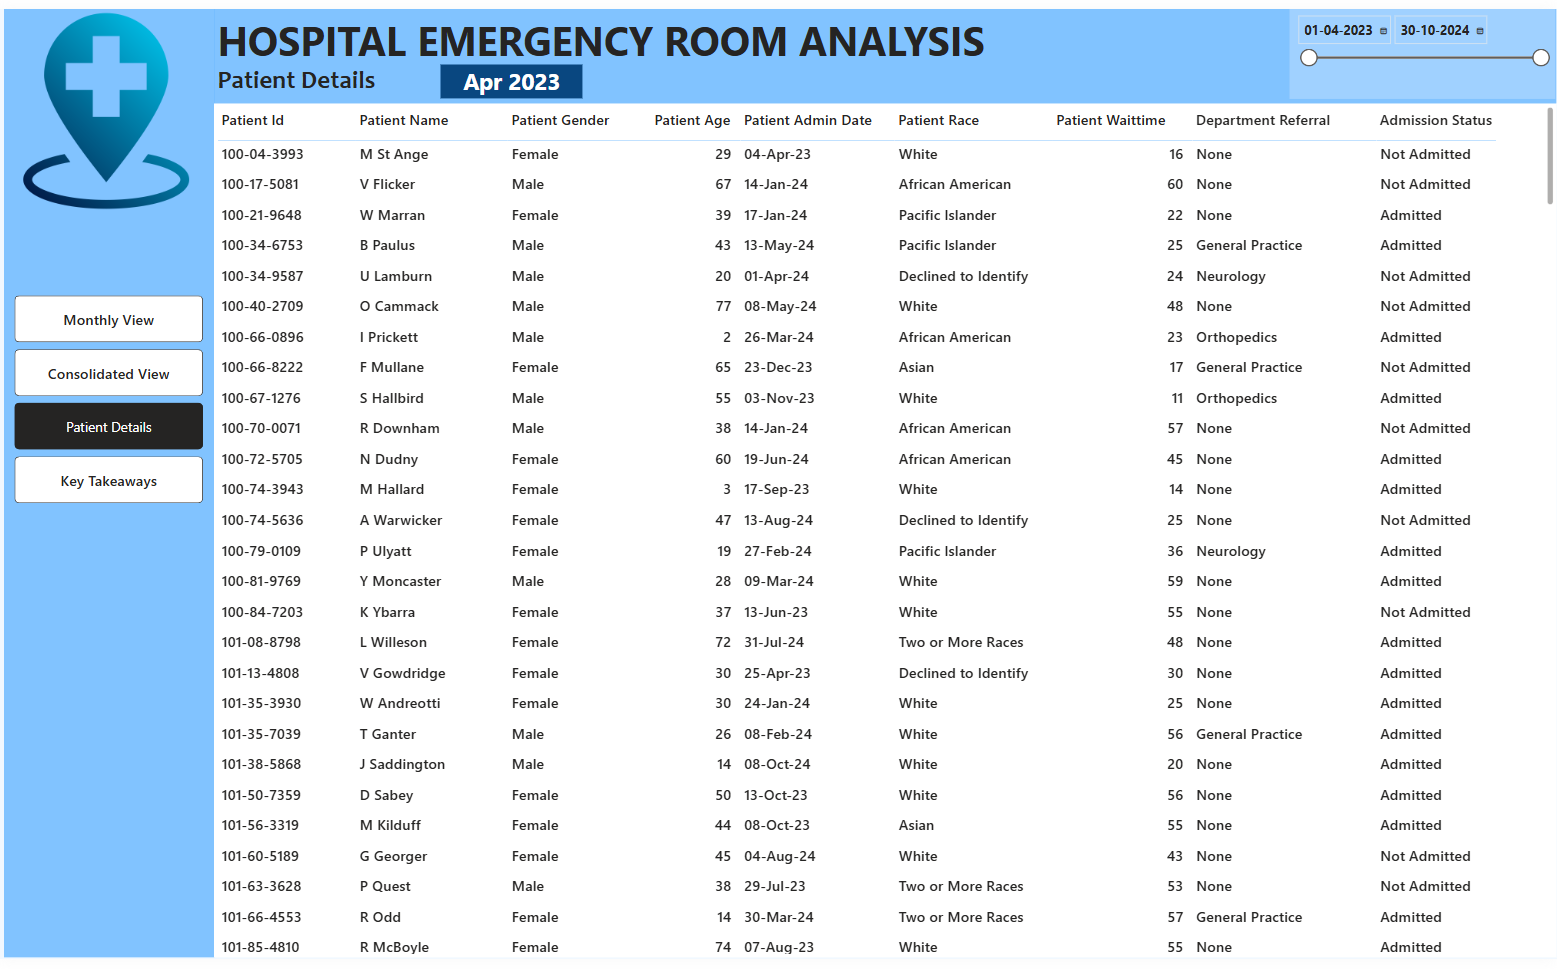 HOSPITAL EMERGENCY ROOM ANALYSIS
01-04-2023 30-10-2024
Patient Details Apr 2023
Monthly View
Consolidated View
Patient Details
Key Takeaways
Patient Id Patient Name Patient Gender Patient Age Patient Admin Date Patient Race Patient Waittime Department Referral Admission Status
100-04-3993 M St Ange Female 29 04-Apr-23 White 16 None Not Admitted
100-17-5081 V Flicker Male 67 14-Jan-24 African American 60 None Not Admitted
100-21-9648 W Marran Female 39 17-Jan-24 Pacific Islander 22 None Admitted
100-34-6753 B Paulus Male 43 13-May-24 Pacific Islander 25 General Practice Admitted
100-34-9587 U Lamburn Male 20 01-Apr-24 Declined to Identify 24 Neurology Not Admitted
100-40-2709 O Cammack Male 77 08-May-24 White 48 None Not Admitted
100-66-0896 I Prickett Male 2 26-Mar-24 African American 23 Orthopedics Admitted
100-66-8222 F Mullane Female 65 23-Dec-23 Asian 17 General Practice Not Admitted
100-67-1276 S Hallbird Male 55 03-Nov-23 White 11 Orthopedics Admitted
100-70-0071 R Downham Male 38 14-Jan-24 African American 57 None Not Admitted
100-72-5705 N Dudny Female 60 19-Jun-24 African American 45 None Admitted
100-74-3943 M Hallard Female 3 17-Sep-23 White 14 None Admitted
100-74-5636 A Warwicker Female 47 13-Aug-24 Declined to Identify 25 None Not Admitted
100-79-0109 P Ulyatt Female 19 27-Feb-24 Pacific Islander 36 Neurology Admitted
100-81-9769 Y Moncaster Male 28 09-Mar-24 White 59 None Admitted
100-84-7203 K Ybarra Female 37 13-Jun-23 White 55 None Not Admitted
101-08-8798 L Willeson Female 72 31-Jul-24 Two or More Races 48 None Admitted
101-13-4808 V Gowdridge Female 30 25-Apr-23 Declined to Identify 30 None Admitted
101-35-3930 W Andreotti Female 30 24-Jan-24 White 25 None Admitted
101-35-7039 T Ganter Male 26 08-Feb-24 White 56 General Practice Admitted
101-38-5868 J Saddington Male 14 08-Oct-24 White 20 None Admitted
101-50-7359 D Sabey Female 50 13-Oct-23 White 56 None Admitted
101-56-3319 M Kilduff Female 44 08-Oct-23 Asian 55 None Admitted
101-60-5189 G Georger Female 45 04-Aug-24 White 43 None Not Admitted
101-63-3628 P Quest Male 38 29-Jul-23 Two or More Races 53 None Not Admitted
101-66-4553 R Odd Female 14 30-Mar-24 Two or More Races 57 General Practice Admitted
101-85-4810 R McBoyle Female 74 07-Aug-23 White 55 None Admitted